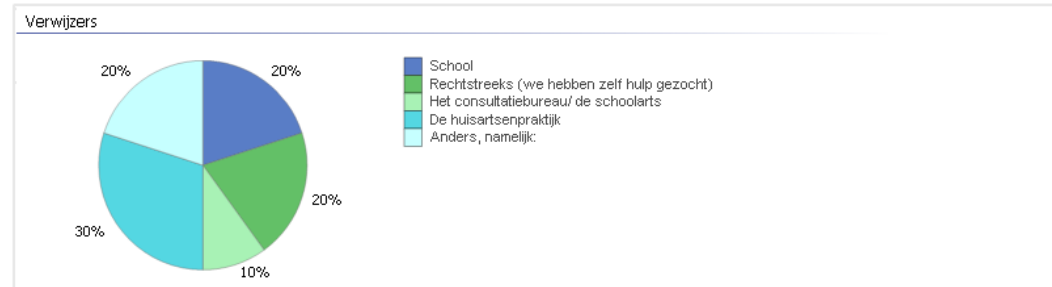 Verwijzers
20%
20%
20%
30%
10%
School
Rechtstreeks (we hebben zelf hulp gezocht)
Het consultatiebureau/ de schoolarts
De huisartsenpraktijk
Anders, namelijk: